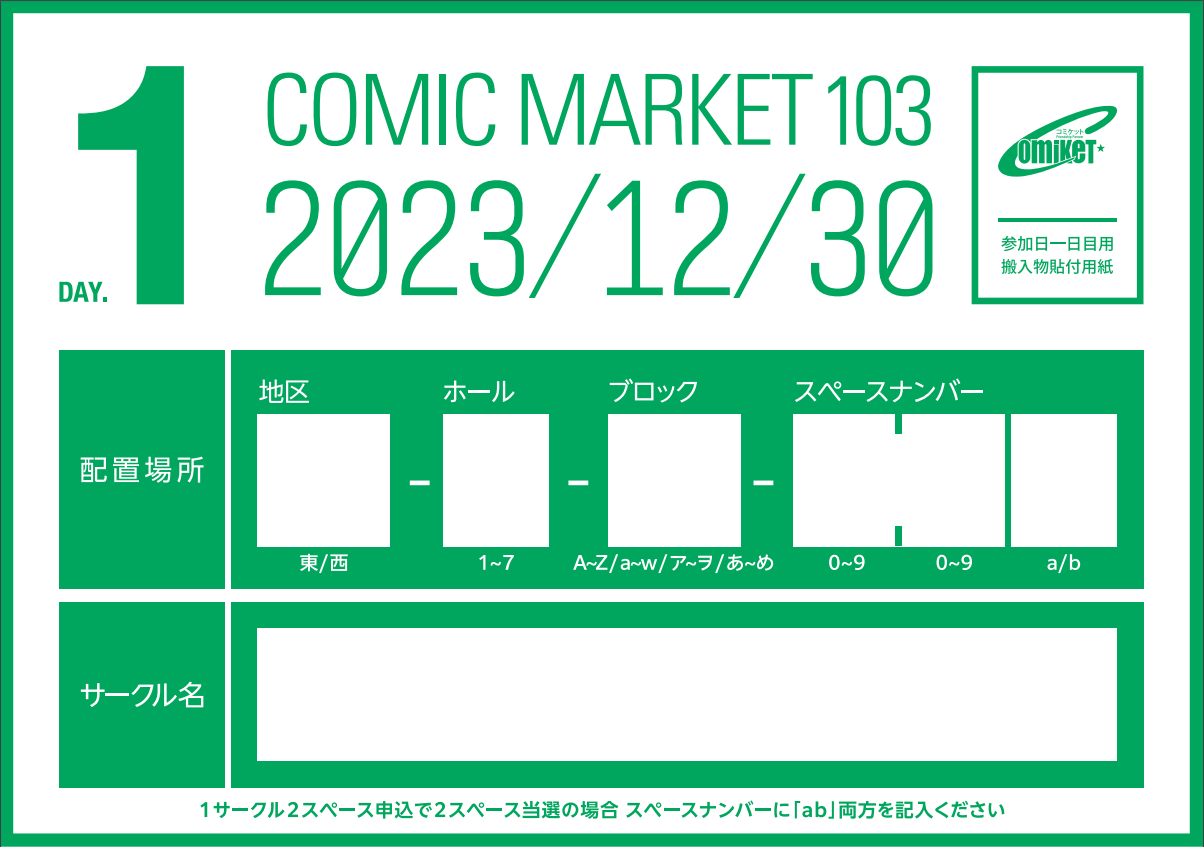 1
DAY.
COMIC MARKET 103
2023/12/30
コミケット
omiKET★
参加日一日目用
搬入物貼付用紙
配置場所
地区 ホール ブロック スペースナンバー
- - -
東/西 1~7 A~Z/a~w/ア~ヲ/あ~め 0~9 0~9 a/b
サークル名
1サークル2スペース申込で2スペース当選の場合 スペースナンバーに「ab」両方を記入ください